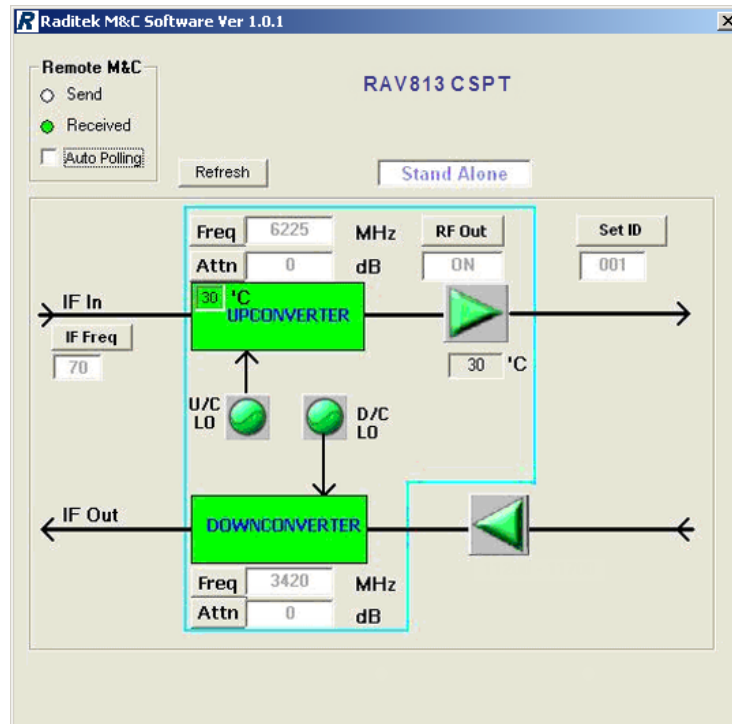 R Raditek M&C Software Ver 1.0.1
Remote M&C
Send
Received
Auto Polling
RAV813 CSPT
Refresh
Stand Alone
Freq 6225 MHz RF Out Set ID
Attn 0 dB ON 001
IF In 30 'C
UPCONVERTER
IF Freq
70
30 'C
U/C
LO
D/C
LO
IF Out DOWNCONVERTER
Freq 3420 MHz
Attn 0 dB